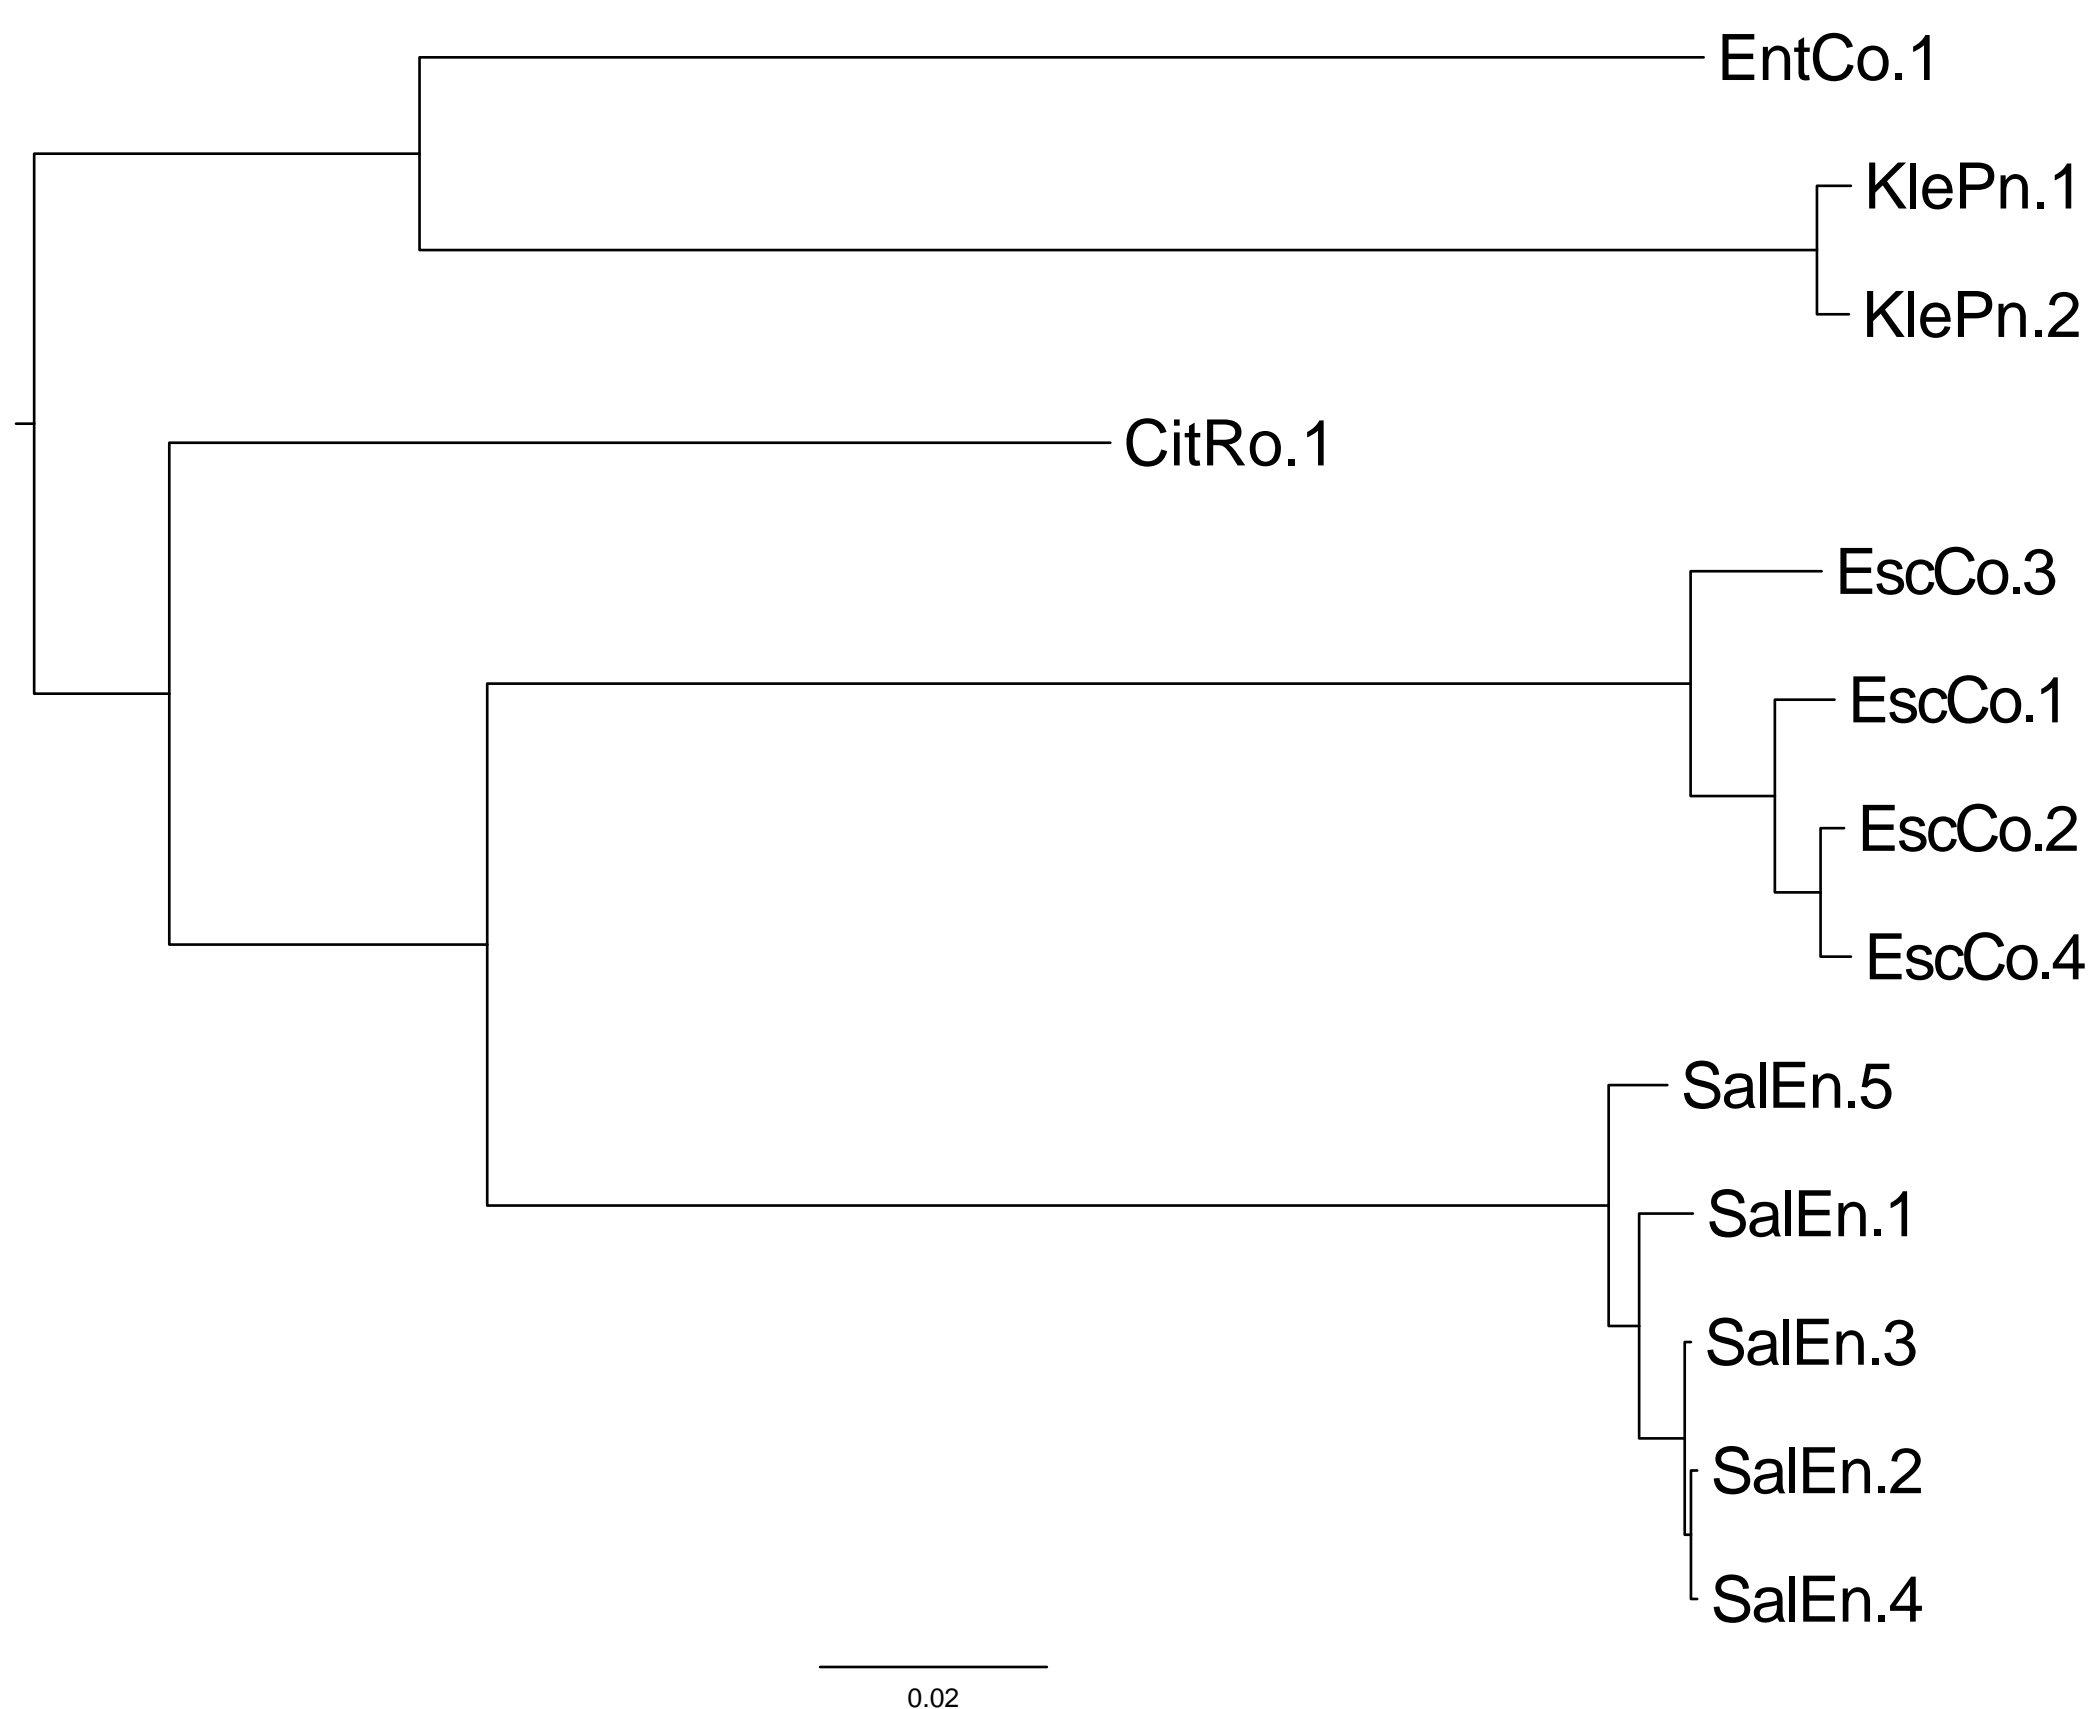 EntCo.1
KlePn.1
KlePn.2
CitRo.1
EscCo.3
EscCo.1
EscCo.2
EscCo.4
SalEn.5
SalEn.1
SalEn.3
SalEn.2
SalEn.4
0.02